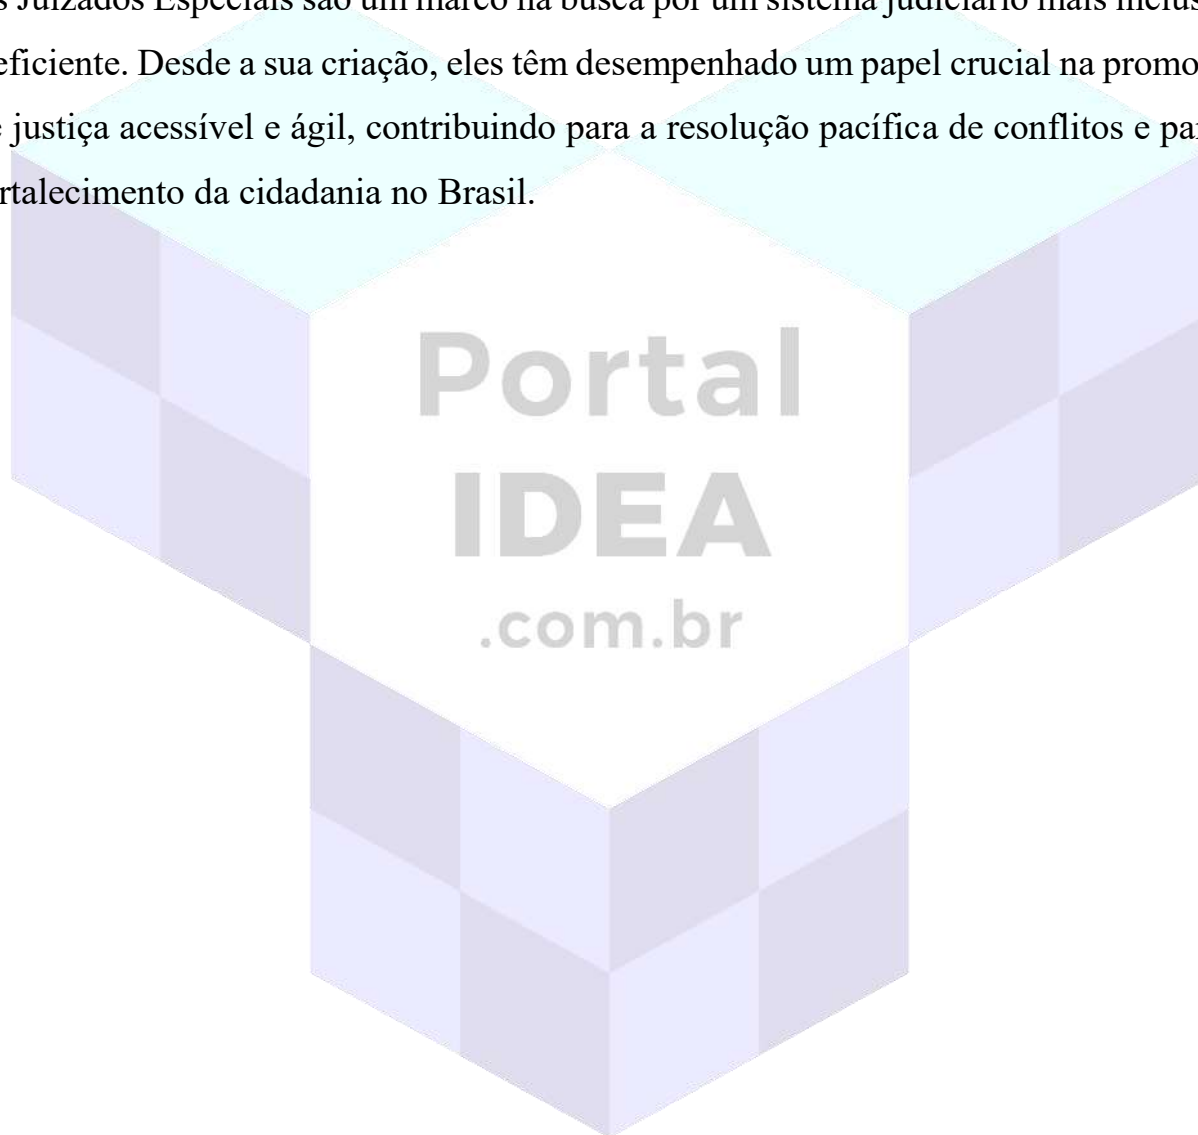 s Juizados Especiais são um marco na busca por um sistema judiciário mais inclus
eficiente. Desde a sua criação, eles têm desempenhado um papel crucial na promo
e justiça acessível e ágil, contribuindo para a resolução pacífica de conflitos e pa
rtalecimento da cidadania no Brasil.
Portal
IDEA
.com.br